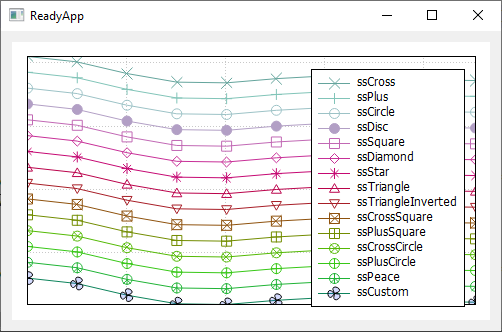 ReadyApp
ssCross
ssPlus
ssCircle
ssDisc
ssSquare
ssDiamond
ssStar
ssTriangle
ssTriangleInverted
ssCrossSquare
ssPlusSquare
ssCrossCircle
ssPlusCircle
ssPeace
ssCustom